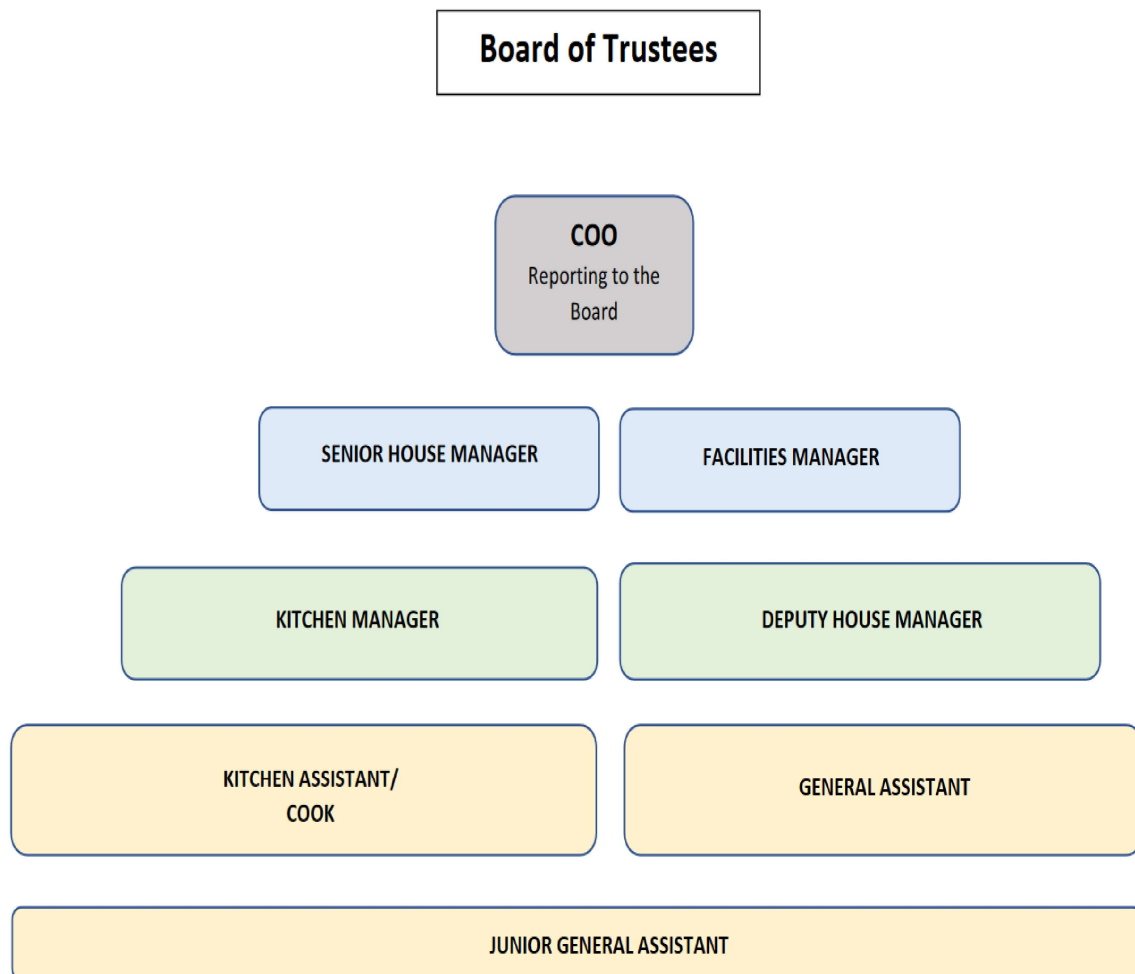 Board of Trustees
COO
Reporting to the
Board
SENIOR HOUSE MANAGER
FACILITIES MANAGER
KITCHEN MANAGER
DEPUTY HOUSE MANAGER
KITCHEN ASSISTANT/
COOK
GENERAL ASSISTANT
JUNIOR GENERAL ASSISTANT